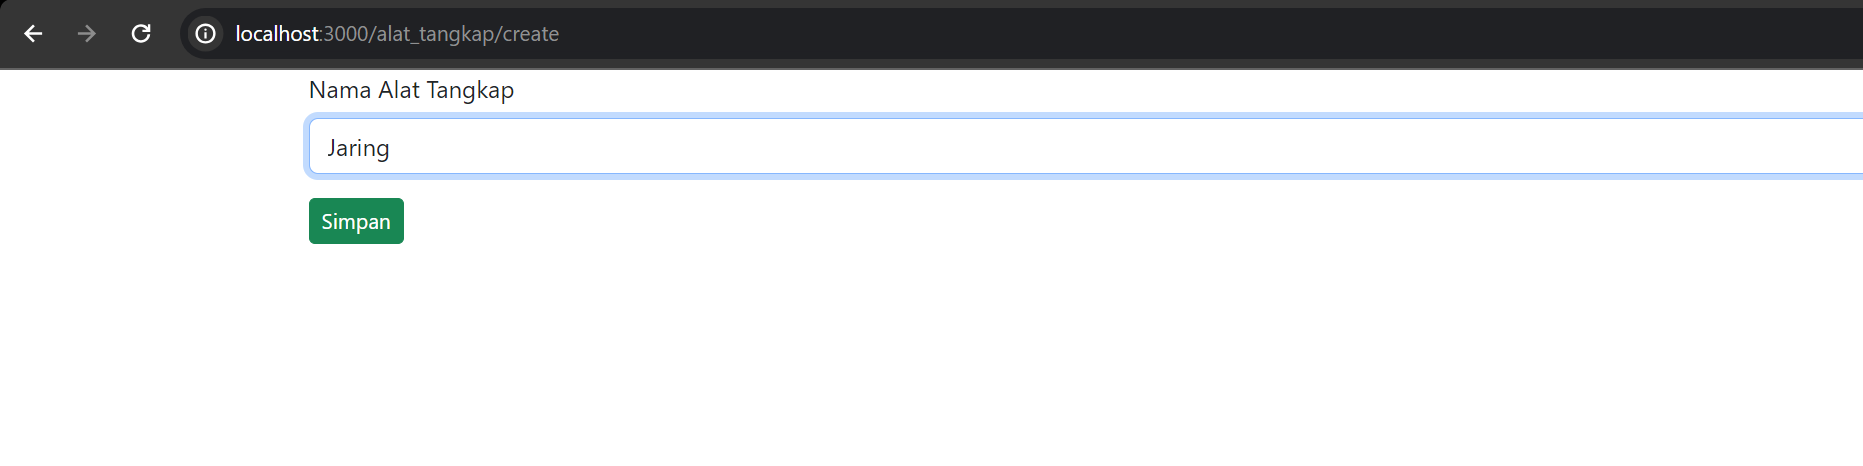 localhost:3000/alat_tangkap/create
Nama Alat Tangkap
Jaring
Simpan